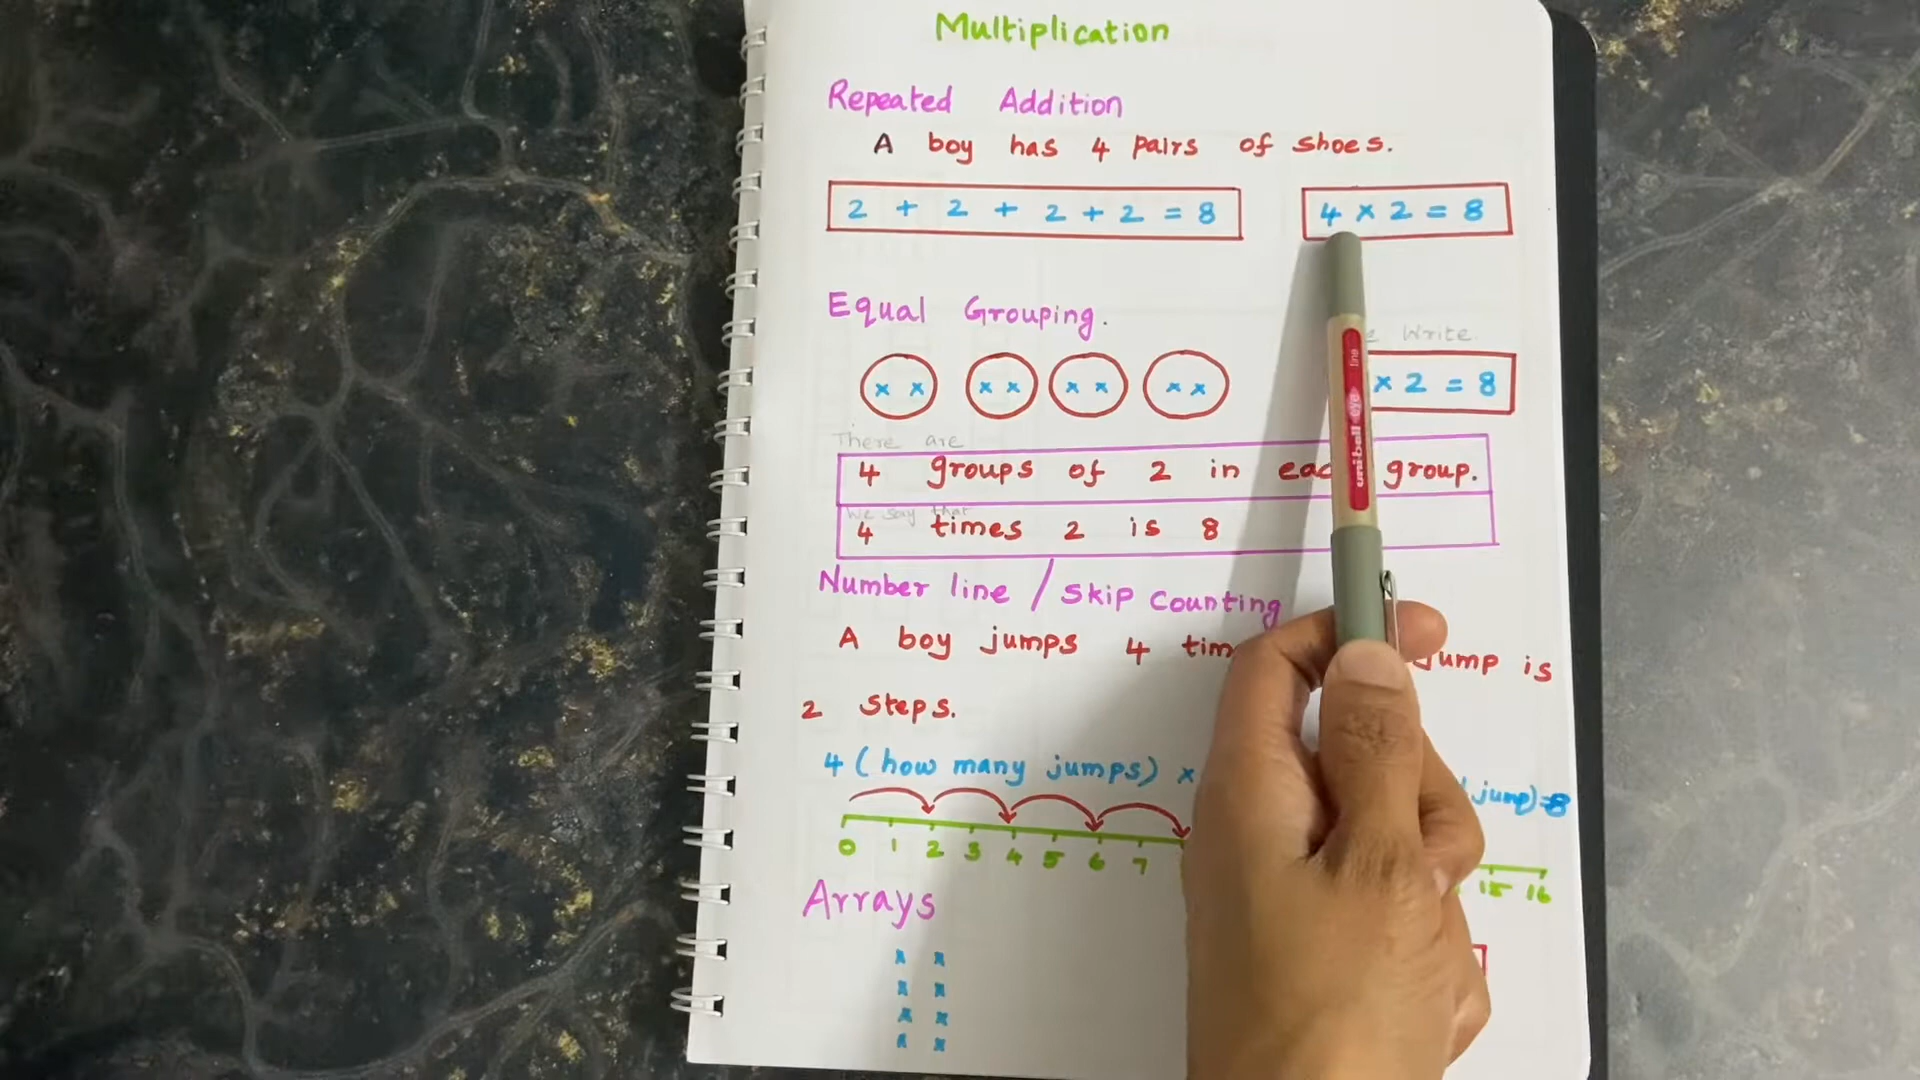 Multiplication
Repeated Addition
A boy has 4 pairs of shoes.
2 + 2 + 2 + 2 = 8
4 × 2 = 8
Equal Grouping.
Write
× 2 = 8
× × × × × × × ×
There are
4 groups of 2 in group.
We say that
4 times 2 is 8
Number line / Skip Counting
A boy jumps 4 jump is
2 steps.
4 (how many jumps) × jump) = 8
0 1 2 3 4 5 6 7 15 16
Arrays
× ×
× ×
× ×
× ×
uniball eye fine